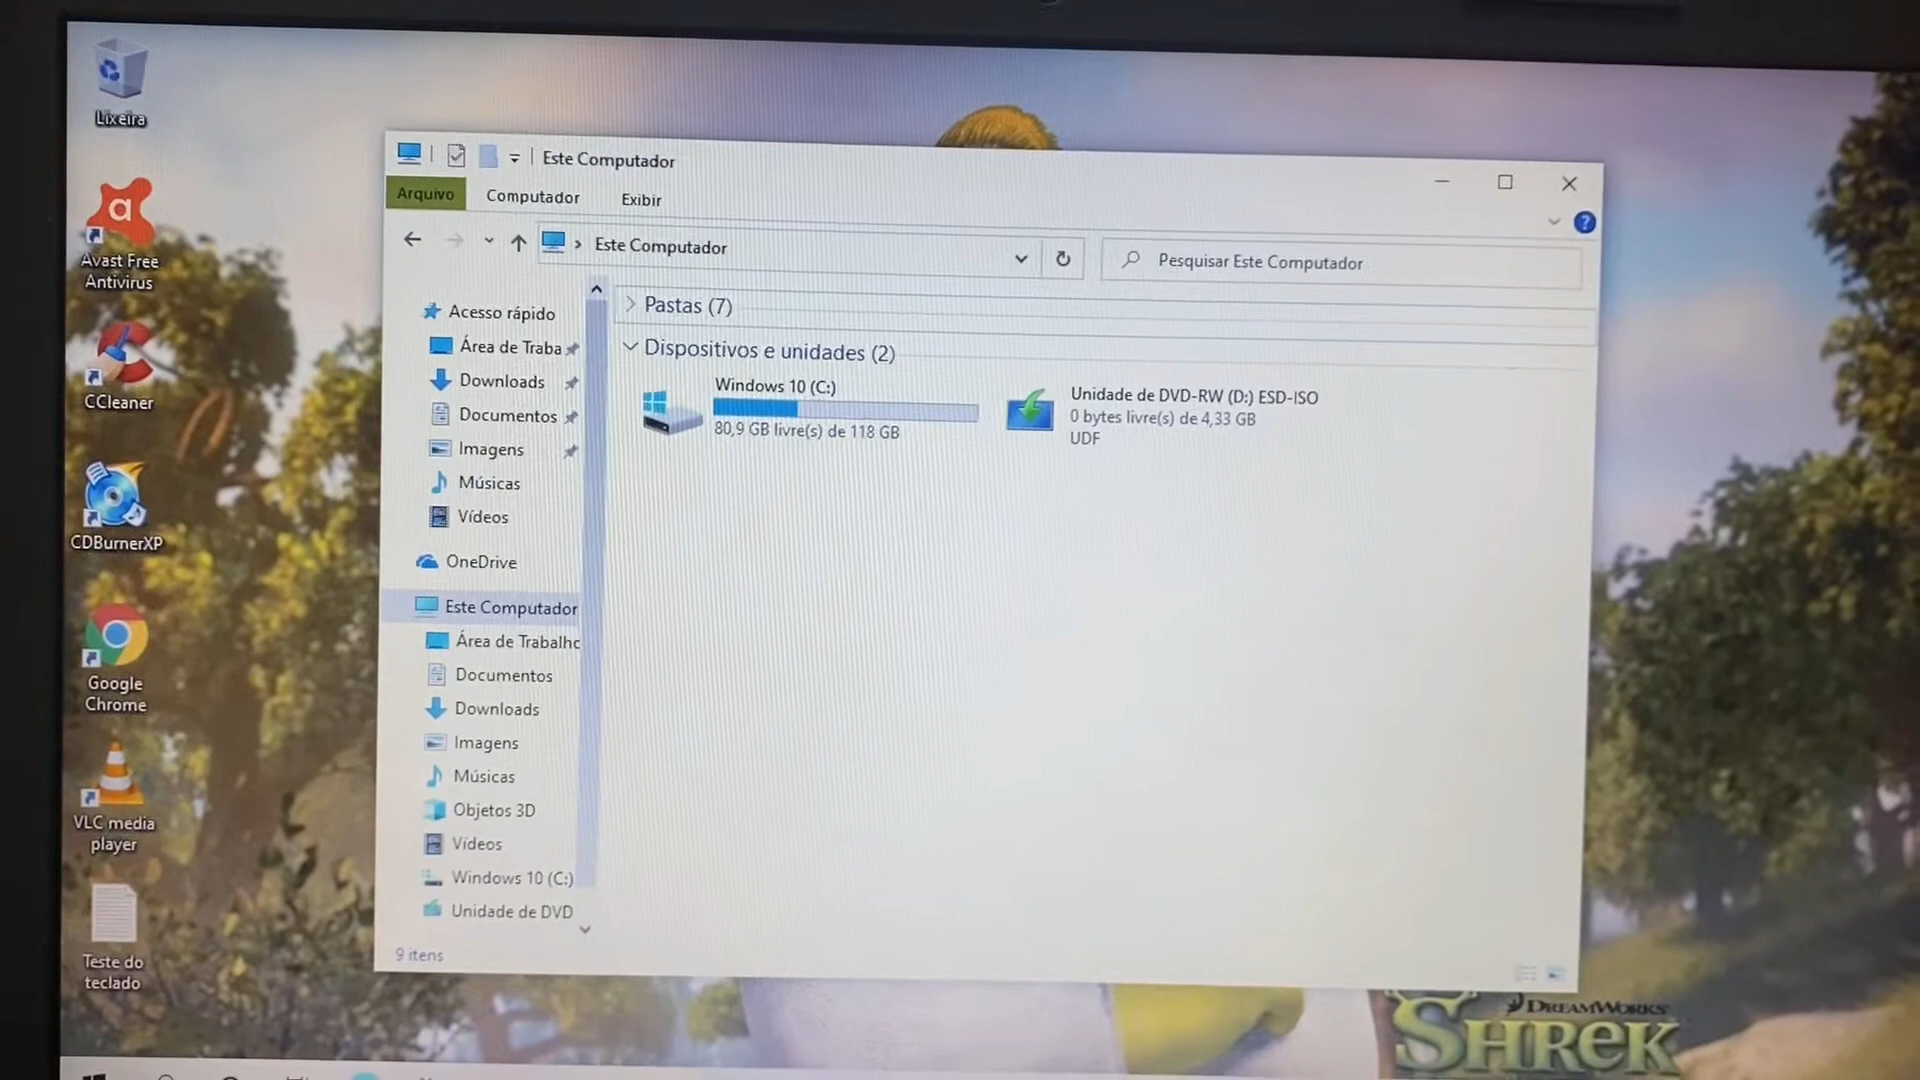 Lixeira
Avast Free
Antivirus
CCleaner
CDBurnerXP
Google
Chrome
VLC media
player
Teste do
teclado
Este Computador
Arquivo
Computador
Exibir
Este Computador
Pesquisar Este Computador
Acesso rápido
Área de Traba
Downloads
Documentos
Imagens
Músicas
Vídeos
OneDrive
Este Computador
Área de Trabalho
Documentos
Downloads
Imagens
Músicas
Objetos 3D
Vídeos
Windows 10 (C:)
Unidade de DVD
9 itens
Pastas (7)
Dispositivos e unidades (2)
Windows 10 (C:)
80,9 GB livre(s) de 118 GB
Unidade de DVD-RW (D:) ESD-ISO
0 bytes livre(s) de 4,33 GB
UDF
DREAMWORKS
SHREK